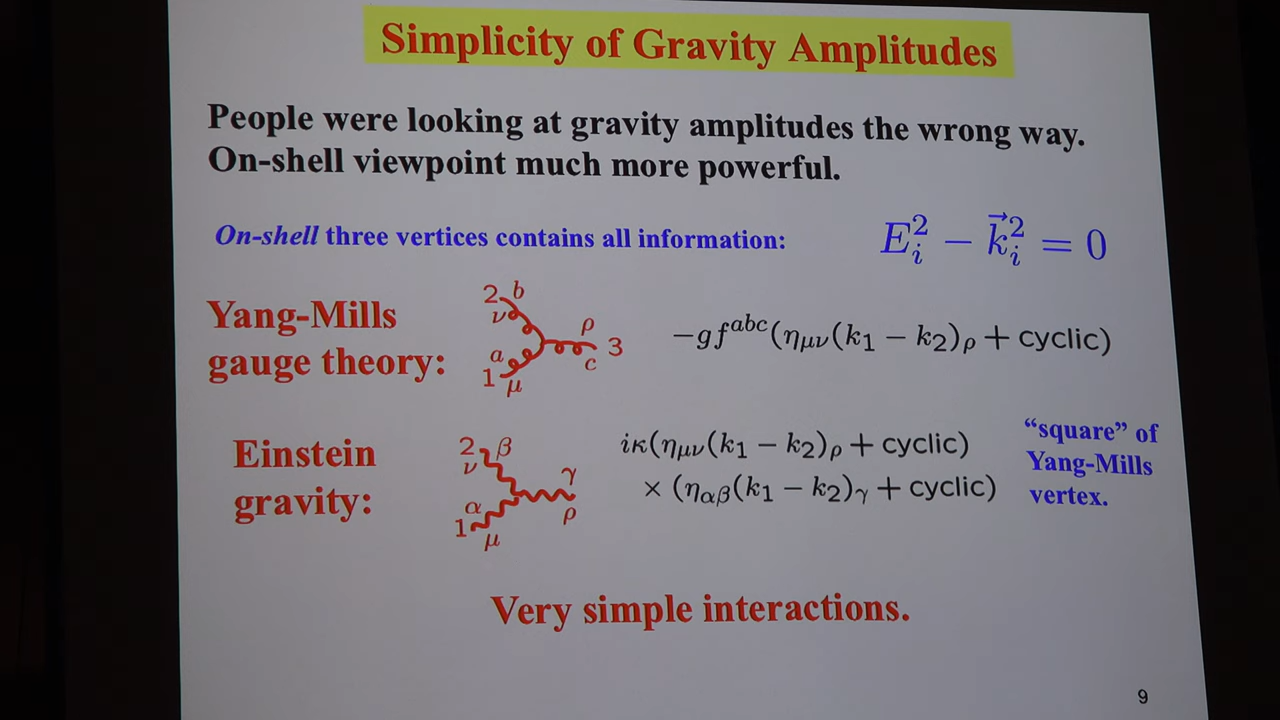 Simplicity of Gravity Amplitudes
People were looking at gravity amplitudes the wrong way.
On-shell viewpoint much more powerful.
On-shell three vertices contains all information:
E_i^2 − \vec{k}_i^2 = 0
Yang-Mills
gauge theory:
2 b
ν
ρ
3
a
c
1 μ
−gf^{abc}(η_{μν}(k_1 − k_2)_ρ + cyclic)
Einstein
gravity:
2 β
ν
γ
α
ρ
1 μ
iκ(η_{μν}(k_1 − k_2)_ρ + cyclic)
× (η_{αβ}(k_1 − k_2)_γ + cyclic)
“square” of
Yang-Mills
vertex.
Very simple interactions.
9